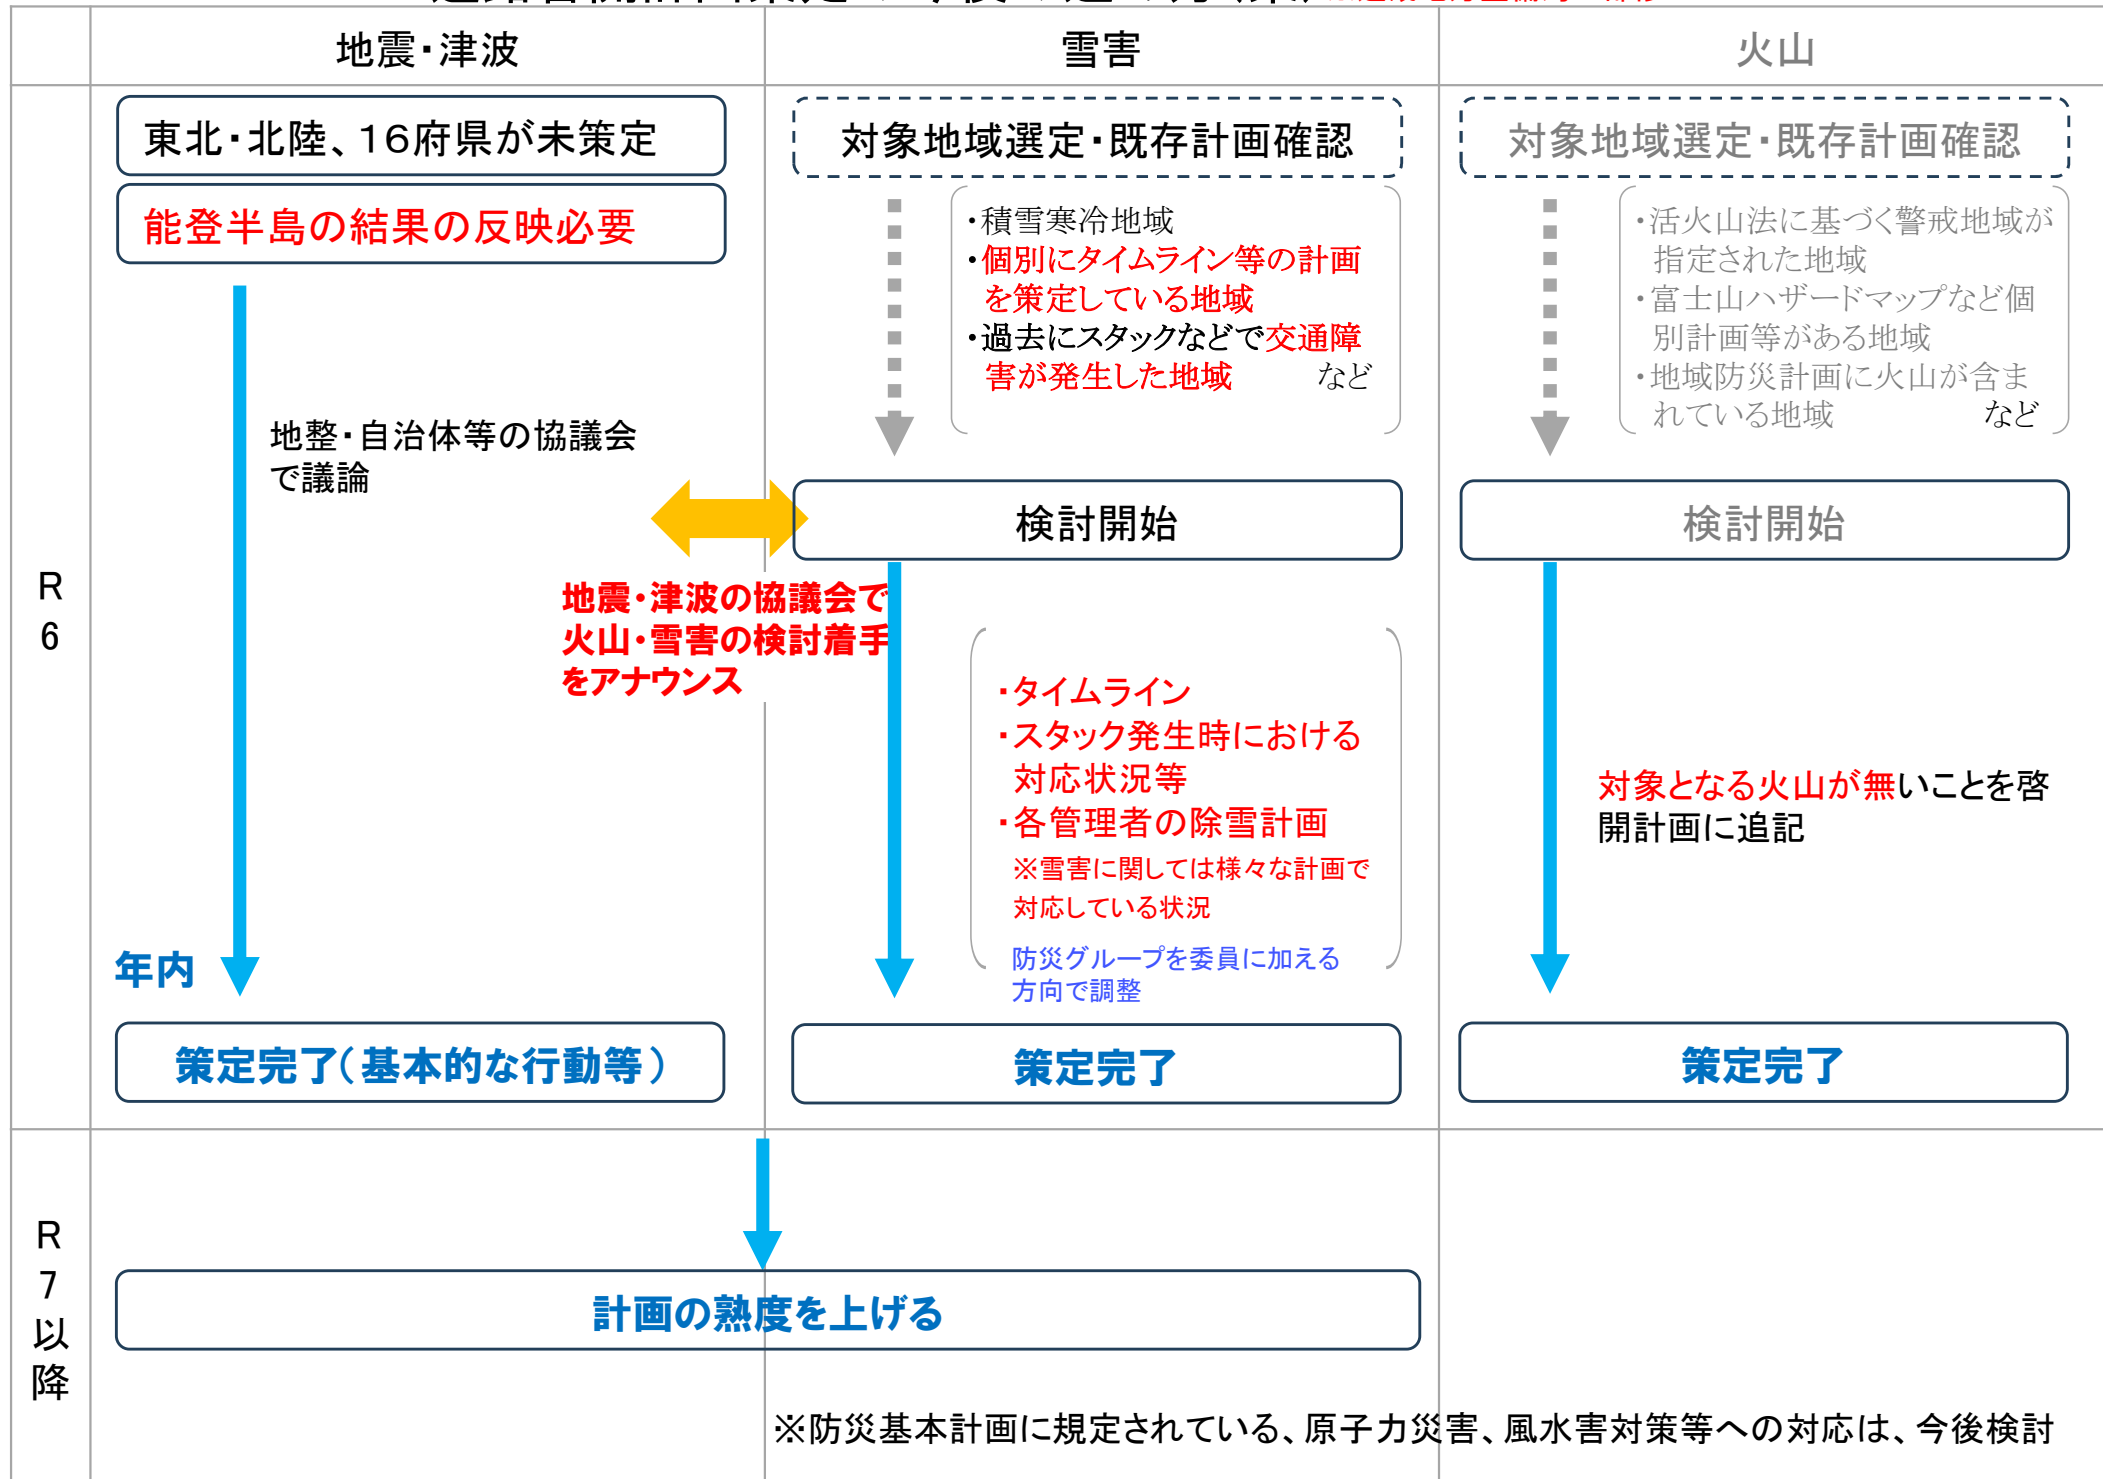 地震・津波
雪害
火山
R
6
東北・北陸、16府県が未策定
能登半島の結果の反映必要
地整・自治体等の協議会
で議論
地震・津波の協議会で
火山・雪害の検討着手
をアナウンス
年内
策定完了（基本的な行動等）
対象地域選定・既存計画確認
・積雪寒冷地域
・個別にタイムライン等の計画
を策定している地域
・過去にスタックなどで交通障
害が発生した地域 など
検討開始
・タイムライン
・スタック発生時における
対応状況等
・各管理者の除雪計画
※雪害に関しては様々な計画で
対応している状況
防災グループを委員に加える
方向で調整
策定完了
対象地域選定・既存計画確認
・活火山法に基づく警戒地域が
指定された地域
・富士山ハザードマップなど個
別計画等がある地域
・地域防災計画に火山が含ま
れている地域 など
検討開始
対象となる火山が無いことを啓
開計画に追記
策定完了
R
7
以
降
計画の熟度を上げる
※防災基本計画に規定されている、原子力災害、風水害対策等への対応は、今後検討